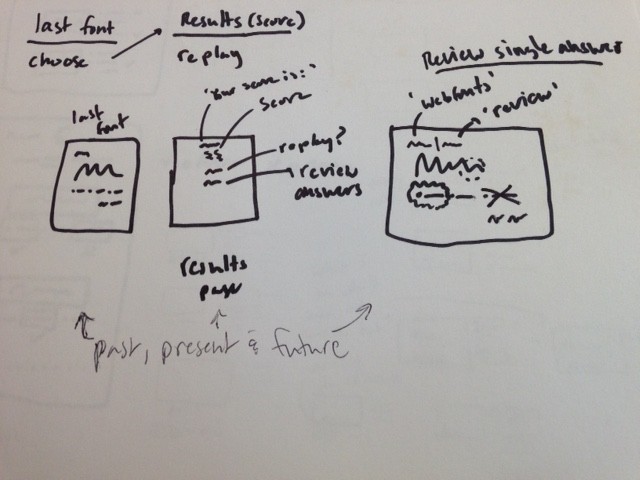 last font
choose
Results (score)
replay
Review single answer
'Your score is:'
score
'webfonts'
'review'
last
font
replay?
review
answers
results
page
past, present & future